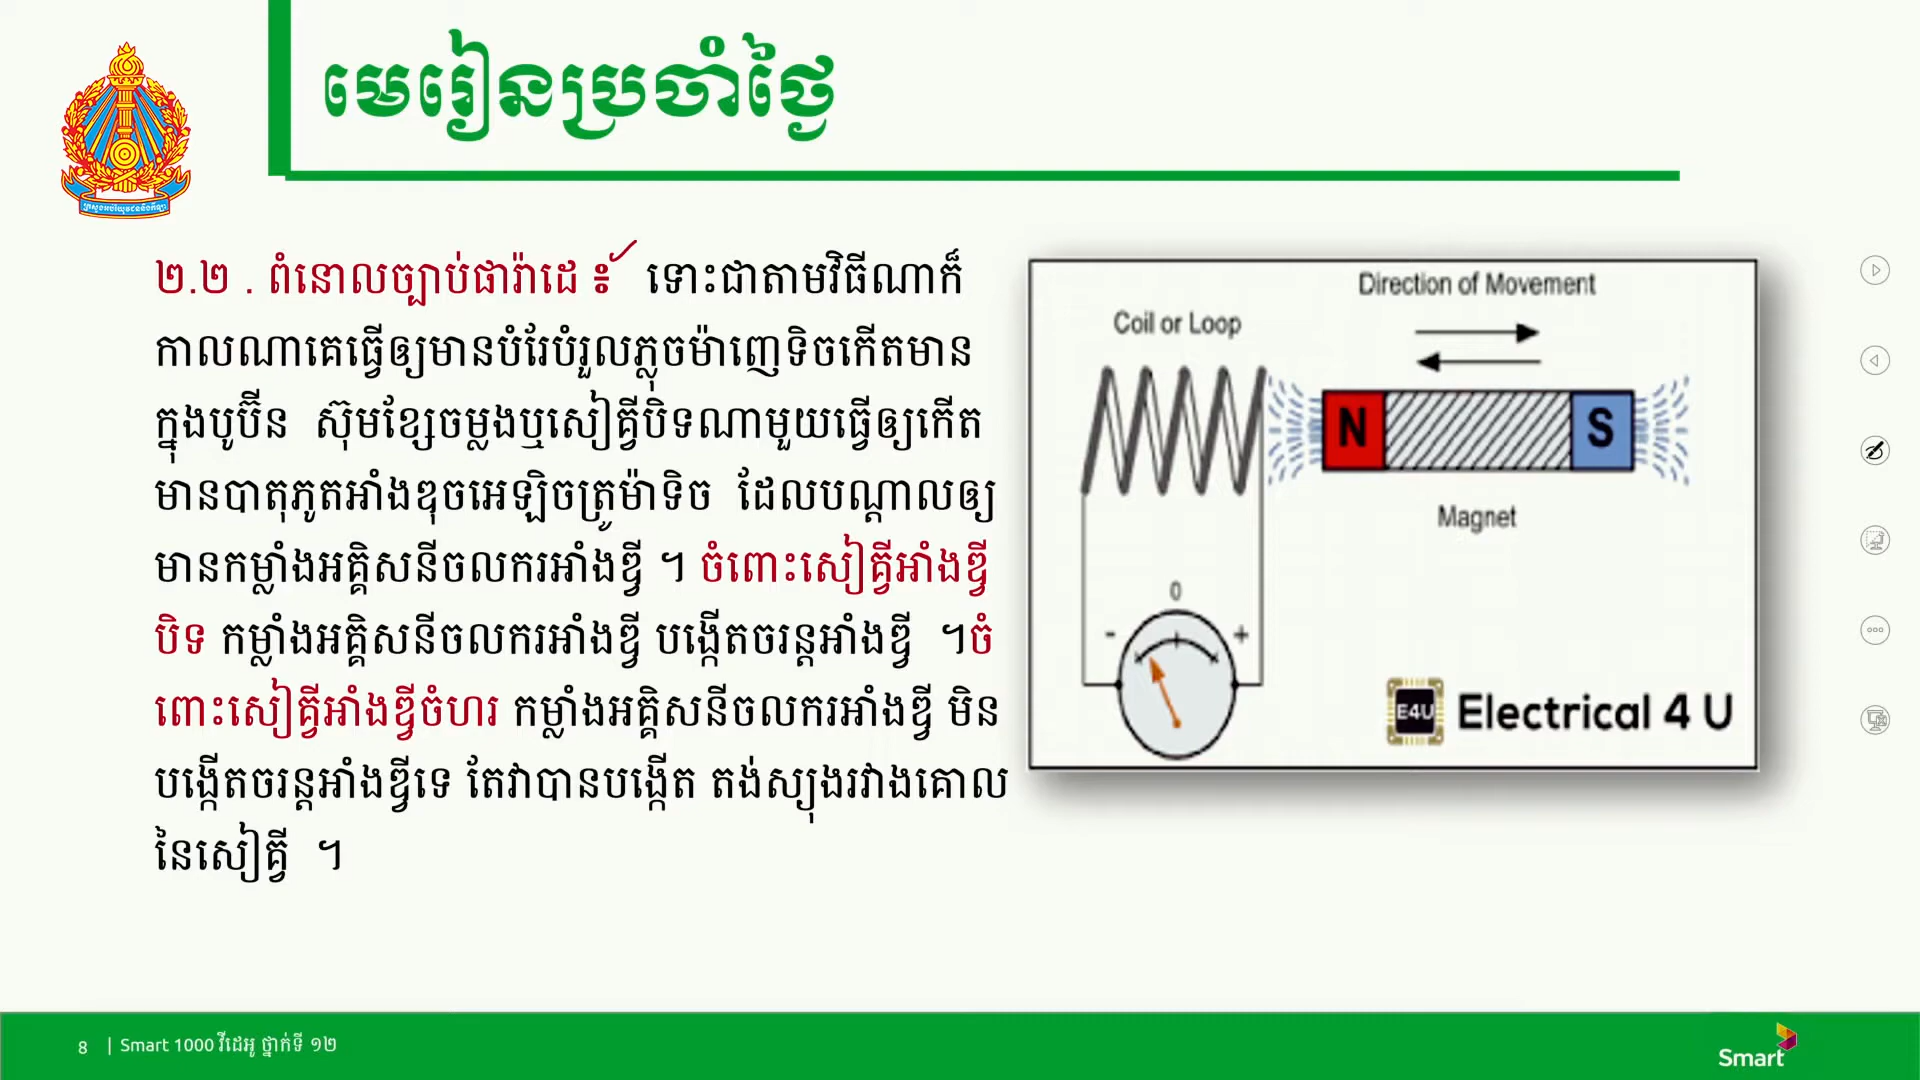 មេរៀនប្រចាំថ្ងៃ
២.២ . ពំនោលច្បាប់ផារ៉ាដេ ៖ ទោះជាតាមវិធីណាក៏
កាលណាគេធ្វើឲ្យមានបំរែបំរួលភ្លុចម៉ាញេទិចកើតមាន
ក្នុងបូប៊ីន ស៊ុមខ្សែចម្លងឬសៀគ្វីបិទណាមួយធ្វើឲ្យកើត
មានបាតុភូតអាំងឌុចអេឡិចត្រូម៉ាទិច ដែលបណ្តាលឲ្យ
មានកម្លាំងអគ្គិសនីចលករអាំងឌ្វី ។ ចំពោះសៀគ្វីអាំងឌ្វី
បិទ កម្លាំងអគ្គិសនីចលករអាំងឌ្វី បង្កើតចរន្តអាំងឌ្វី ។ចំ
ពោះសៀគ្វីអាំងឌ្វីចំហរ កម្លាំងអគ្គិសនីចលករអាំងឌ្វី មិន
បង្កើតចរន្តអាំងឌ្វីទេ តែវាបានបង្កើត តង់ស្យុងរវាងគោល
នៃសៀគ្វី ។
Direction of Movement
Coil or Loop
N
S
Magnet
0
- +
E4U Electrical 4 U
8 | Smart 1000 វីដេអូ ថ្នាក់ទី ១២
Smart